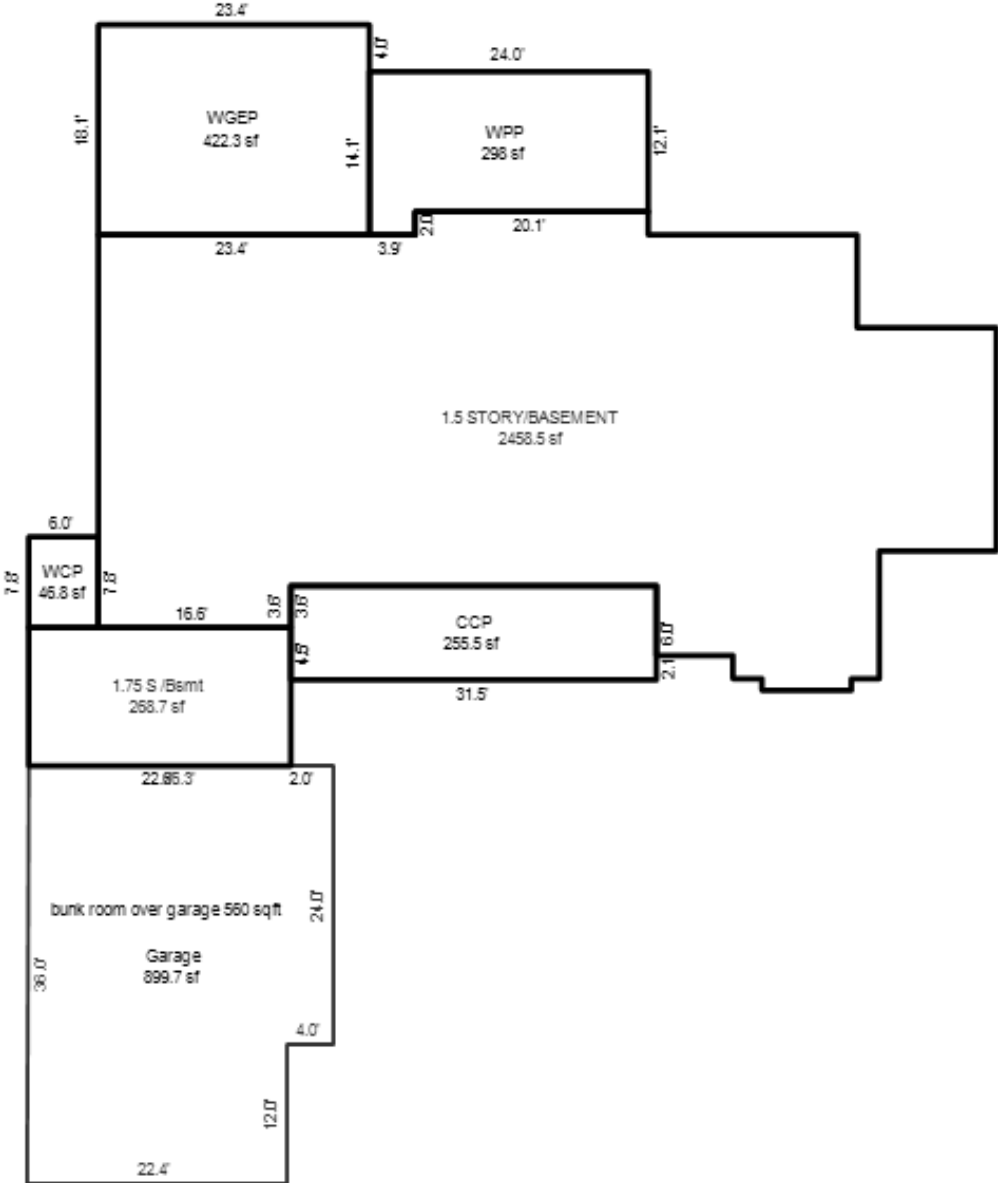 23.4'
4.0'
24.0'
18.1'
WGEP
422.3 sf
14.1'
WPP
298 sf
12.1'
2.0'
20.1'
23.4'
3.9'
1.5 STORY/BASEMENT
2458.5 sf
6.0'
7.8'
WCP
46.8 sf
7.8'
16.6'
3.6'
3.6'
CCP
255.5 sf
6.0'
4.5'
2.1'
31.5'
1.75 S /Bsmt
268.7 sf
2.0'
24.0'
bunk room over garage 560 sqft
Garage
899.7 sf
36.0'
4.0'
12.0'
22.4'